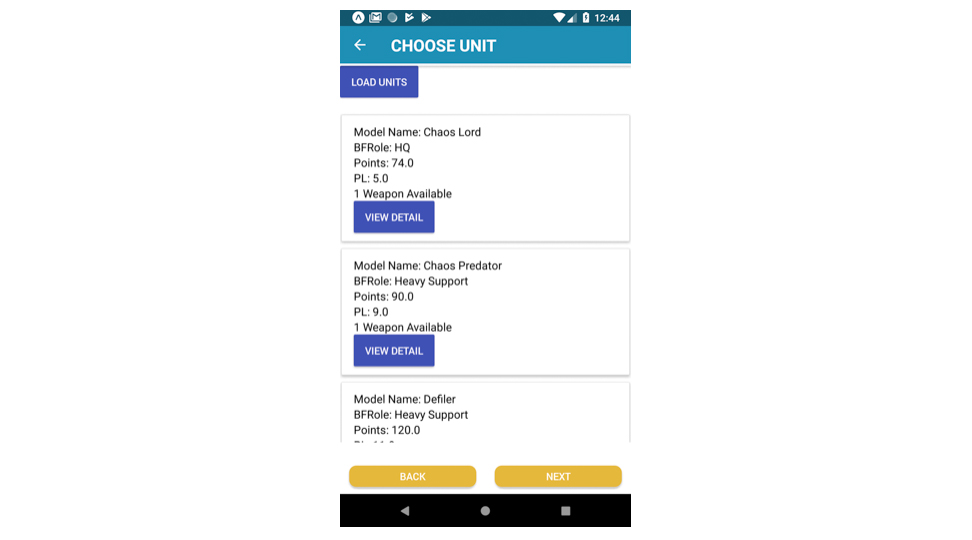 12:44
CHOOSE UNIT
LOAD UNITS
Model Name: Chaos Lord
BFRole: HQ
Points: 74.0
PL: 5.0
1 Weapon Available
VIEW DETAIL
Model Name: Chaos Predator
BFRole: Heavy Support
Points: 90.0
PL: 9.0
1 Weapon Available
VIEW DETAIL
Model Name: Defiler
BFRole: Heavy Support
Points: 120.0
BACK NEXT